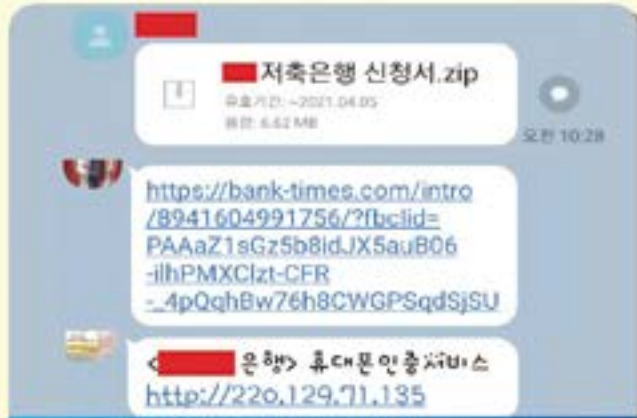 저축은행 신청서.zip
유효기간: ~2021.04.05
용량: 6.62 MB
오전 10:28
https://bank-times.com/intro
/8941604991756/?fbclid=
PAAaZ1sGz5b8idJX5auB06
-ilhPMXClzt-CFR
-_4pQqhBw76h8CWGPSqdSjSU
< 은행> 휴대폰인증서비스
http://220.129.71.135